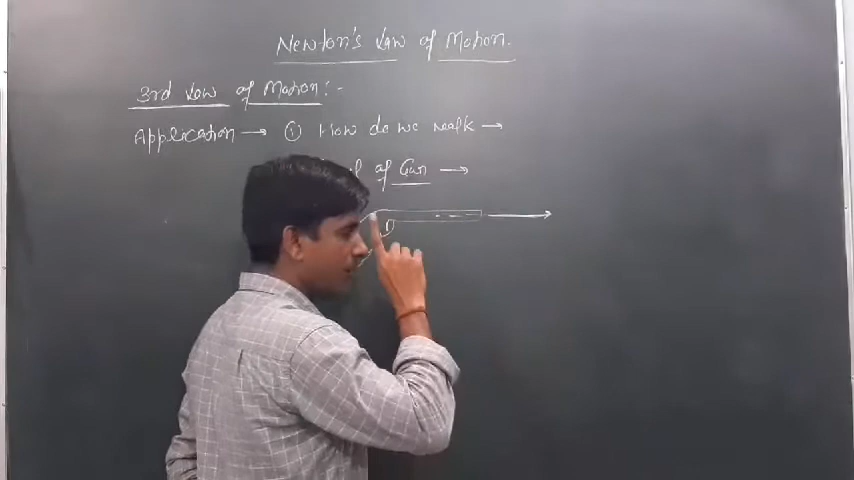 Newton's Law of Motion.
3rd Law of Motion:-
Application → ① How do we walk →
of Gun →